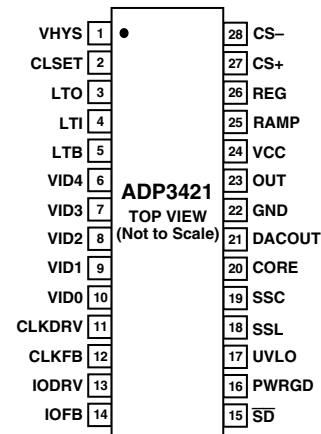 VHYS 1 28 CS–
CLSET 2 27 CS+
LTO 3 26 REG
LTI 4 25 RAMP
LTB 5 24 VCC
VID4 6 23 OUT
VID3 7 22 GND
VID2 8 21 DACOUT
VID1 9 20 CORE
VID0 10 19 SSC
CLKDRV 11 18 SSL
CLKFB 12 17 UVLO
IODRV 13 16 PWRGD
IOFB 14 15 S̅D̅
ADP3421
TOP VIEW
(Not to Scale)